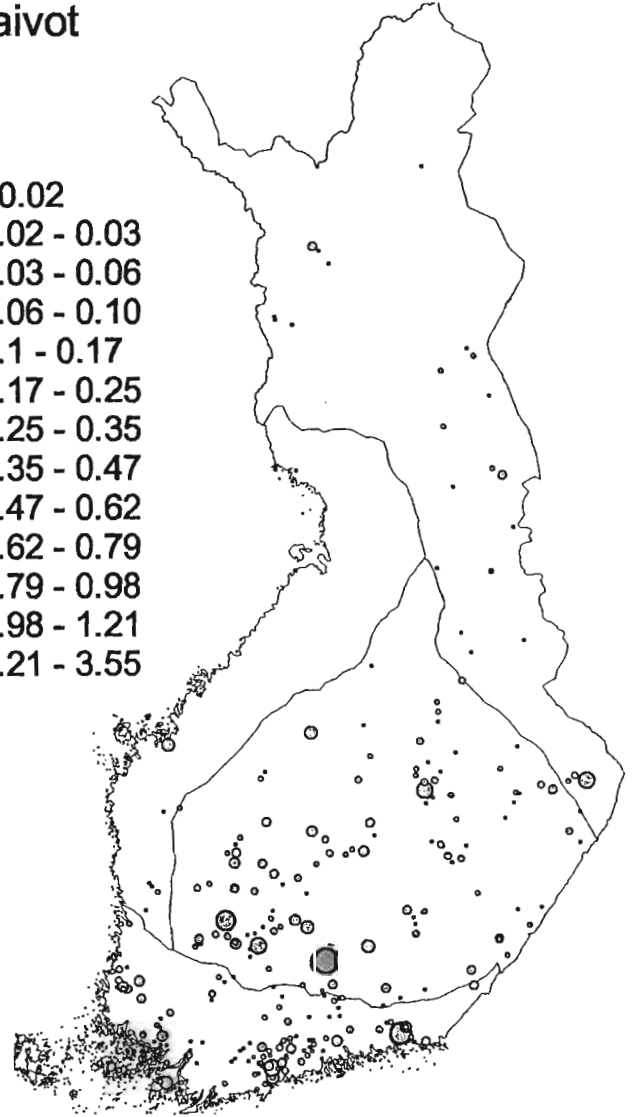 aivot
0.02
.02 - 0.03
.03 - 0.06
.06 - 0.10
.1 - 0.17
.17 - 0.25
.25 - 0.35
.35 - 0.47
.47 - 0.62
.62 - 0.79
.79 - 0.98
.98 - 1.21
.21 - 3.55